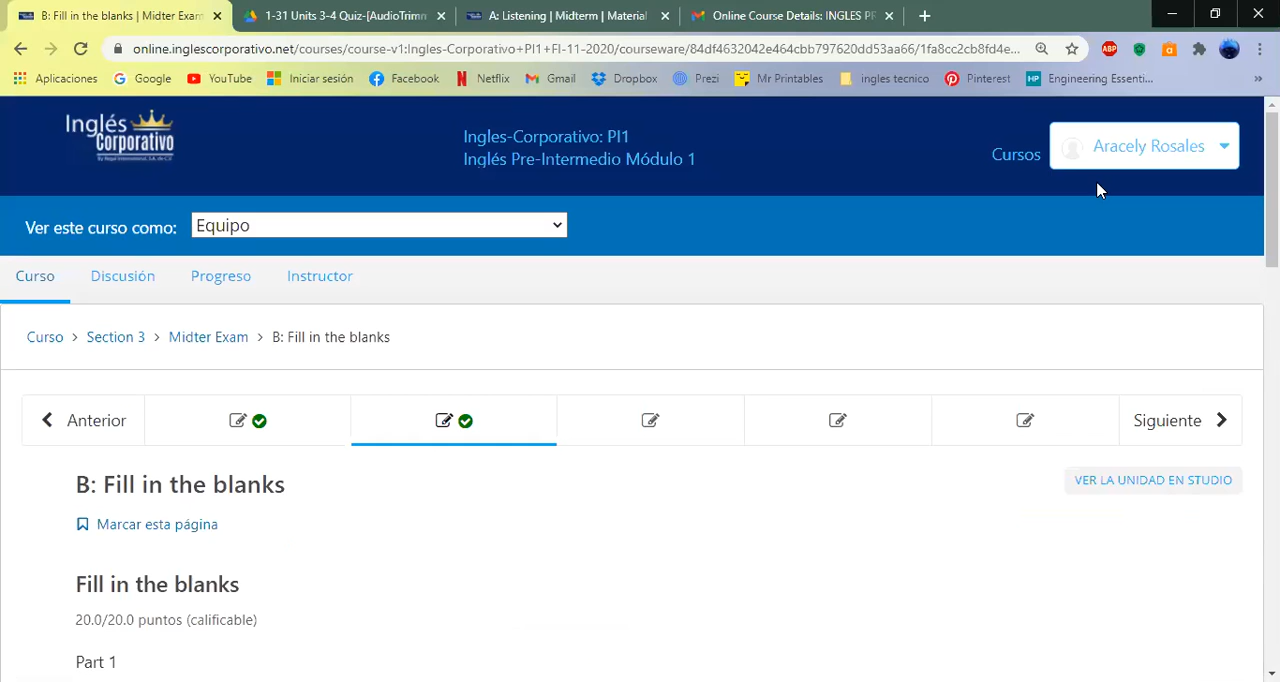 B: Fill in the blanks | Midter Exam
1-31 Units 3-4 Quiz-[AudioTrimm
A: Listening | Midterm | Material
Online Course Details: INGLES PR
online.inglescorporativo.net/courses/course-v1:Ingles-Corporativo+PI1+FI-11-2020/courseware/84df4632042e464cbb797620dd53aa66/1fa8cc2cb8fd4e...
ABP
Aplicaciones
Google
YouTube
Iniciar sesión
Facebook
Netflix
Gmail
Dropbox
Prezi
Mr Printables
ingles tecnico
Pinterest
HP
Engineering Essenti...
»
Inglés
Corporativo
Ingles-Corporativo: PI1
Inglés Pre-Intermedio Módulo 1
Cursos
Aracely Rosales
Ver este curso como:
Equipo
Curso
Discusión
Progreso
Instructor
Curso > Section 3 > Midter Exam > B: Fill in the blanks
Anterior
Siguiente
B: Fill in the blanks
VER LA UNIDAD EN STUDIO
Marcar esta página
Fill in the blanks
20.0/20.0 puntos (calificable)
Part 1